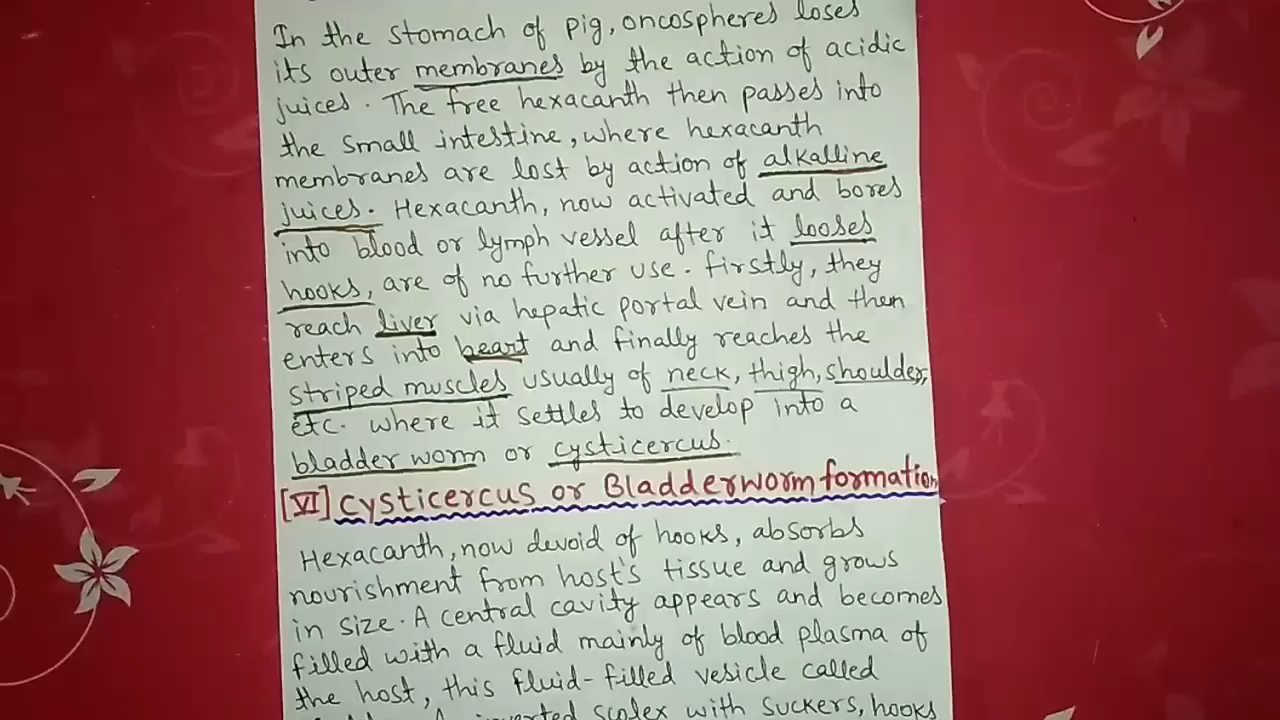 In the stomach of pig, oncospheres loses
its outer membranes by the action of acidic
juices. The free hexacanth then passes into
the small intestine, where hexacanth
membranes are lost by action of alkalline
juices. Hexacanth, now activated and bores
into blood or lymph vessel after it looses
hooks, are of no further use. firstly, they
reach liver via hepatic portal vein and then
enters into heart and finally reaches the
striped muscles usually of neck, thigh, shoulder,
etc. where it settles to develop into a
bladder worm or cysticercus.
[VI] Cysticercus or Bladderworm formation
Hexacanth, now devoid of hooks, absorbs
nourishment from host's tissue and grows
in size. A central cavity appears and becomes
filled with a fluid mainly of blood plasma of
the host, this fluid-filled vesicle called
scolex with suckers, hooks